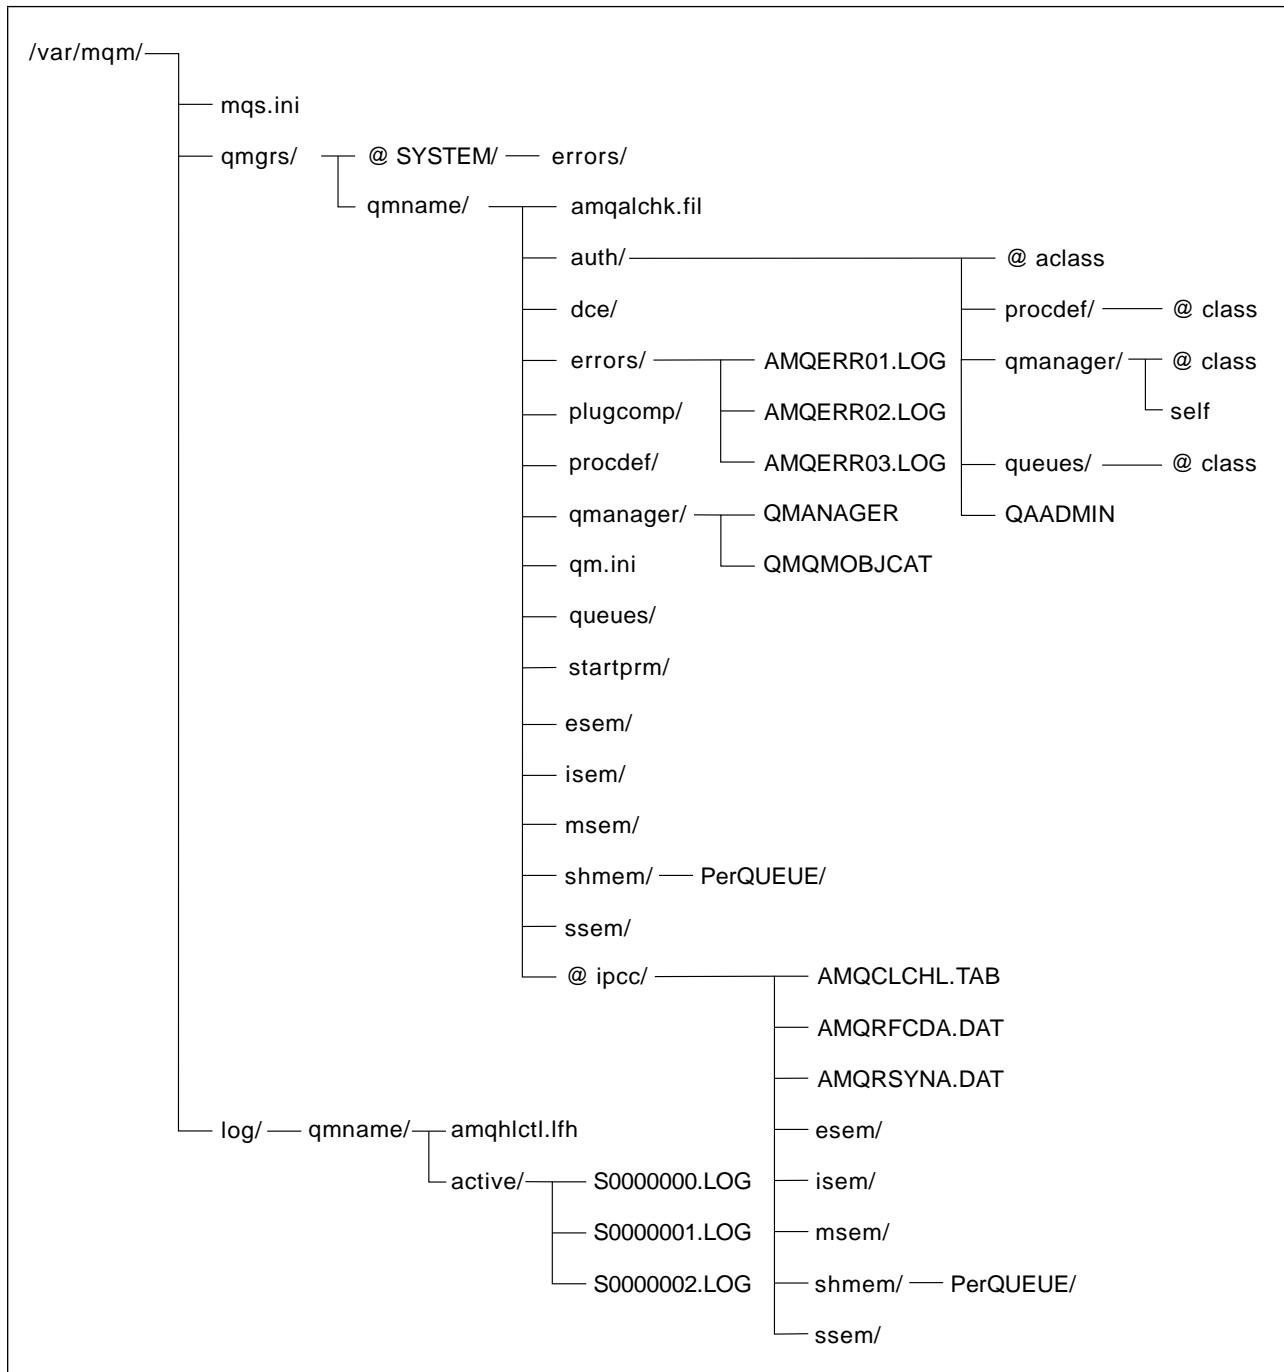 /var/mqm/
mqs.ini
qmgrs/ @ SYSTEM/ errors/
qmname/ amqalchk.fil
auth/ @ aclass
dce/ procdef/ @ class
errors/ AMQERR01.LOG qmanager/ @ class
plugcomp/ AMQERR02.LOG self
procdef/ AMQERR03.LOG queues/ @ class
qmanager/ QMANAGER QAADMIN
qm.ini QMQMOBJCAT
queues/
startprm/
esem/
isem/
msem/
shmem/ PerQUEUE/
ssem/
@ ipcc/ AMQCLCHL.TAB
AMQRFCDA.DAT
AMQRSYNA.DAT
log/ qmname/ amqhlctl.lfh esem/
active/ S0000000.LOG isem/
S0000001.LOG msem/
S0000002.LOG shmem/ PerQUEUE/
ssem/